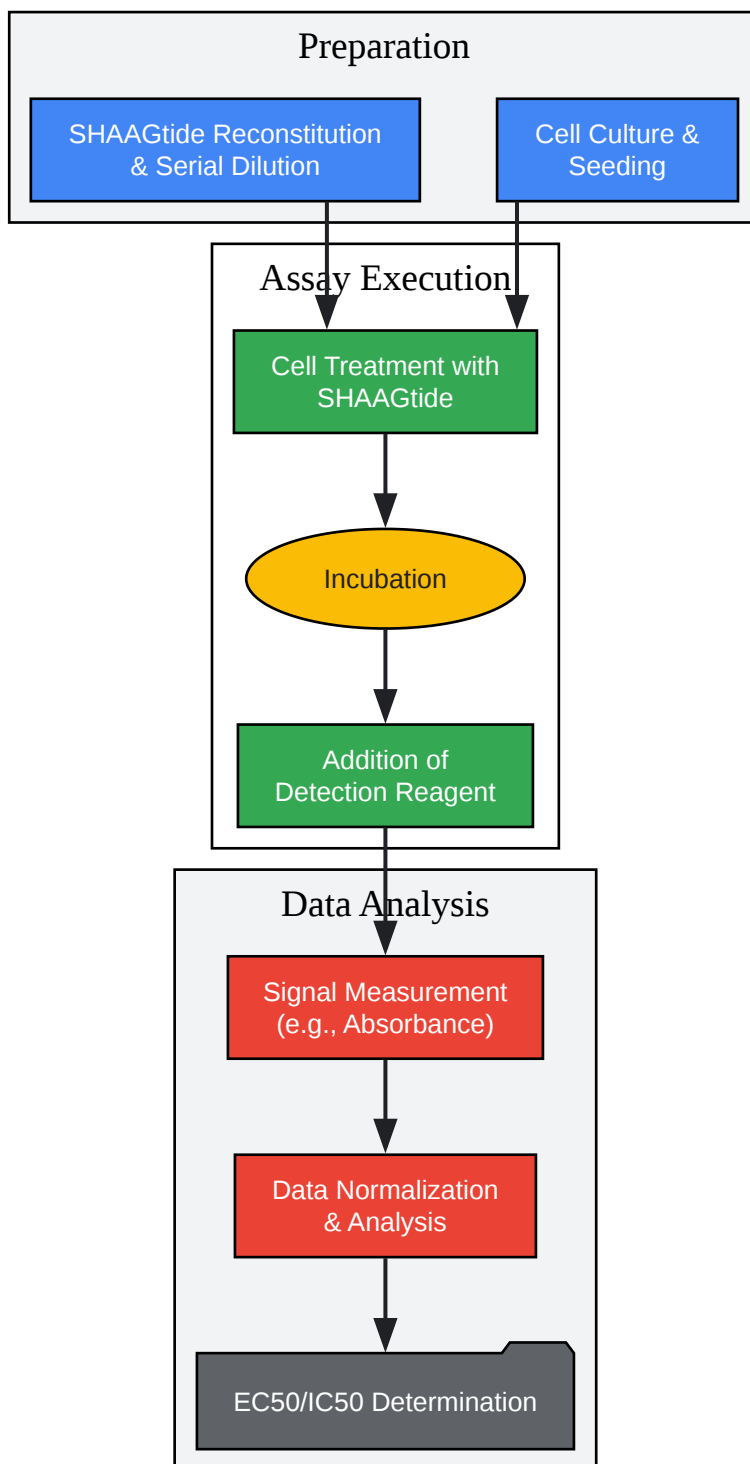 Preparation
SHAAGtide Reconstitution
& Serial Dilution
Cell Culture &
Seeding
Assay Execution
Cell Treatment with
SHAAGtide
Incubation
Addition of
Detection Reagent
Data Analysis
Signal Measurement
(e.g., Absorbance)
Data Normalization
& Analysis
EC50/IC50 Determination